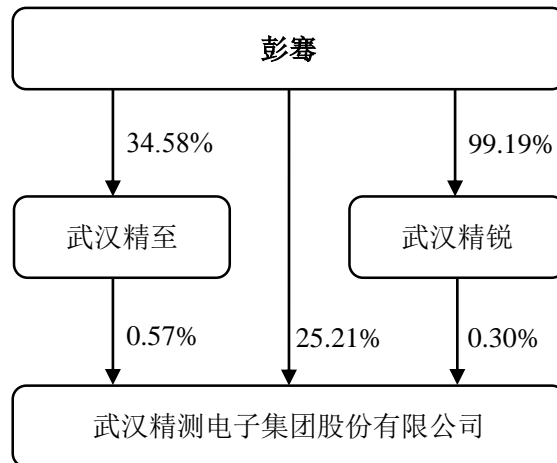 彭骞
34.58%
99.19%
武汉精至
武汉精锐
0.57%
25.21%
0.30%
武汉精测电子集团股份有限公司